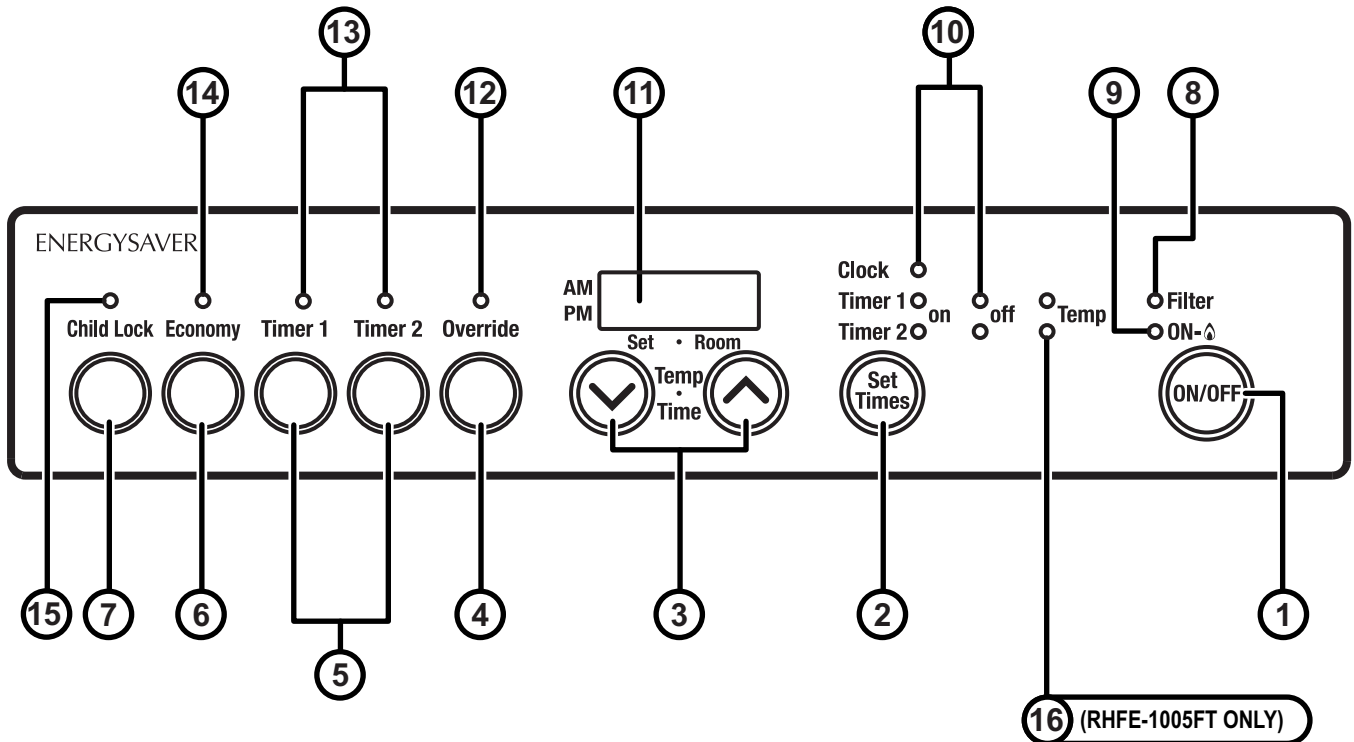 13
10
14
12
11
9
8
ENERGYSAVER
Clock
AM
PM
Timer 1
on
off
Temp
Filter
Timer 2
ON-
Child Lock
Economy
Timer 1
Timer 2
Override
Set • Room
Temp
•
Time
Set
Times
ON/OFF
15
7
6
4
3
2
1
5
16 (RHFE-1005FT ONLY)